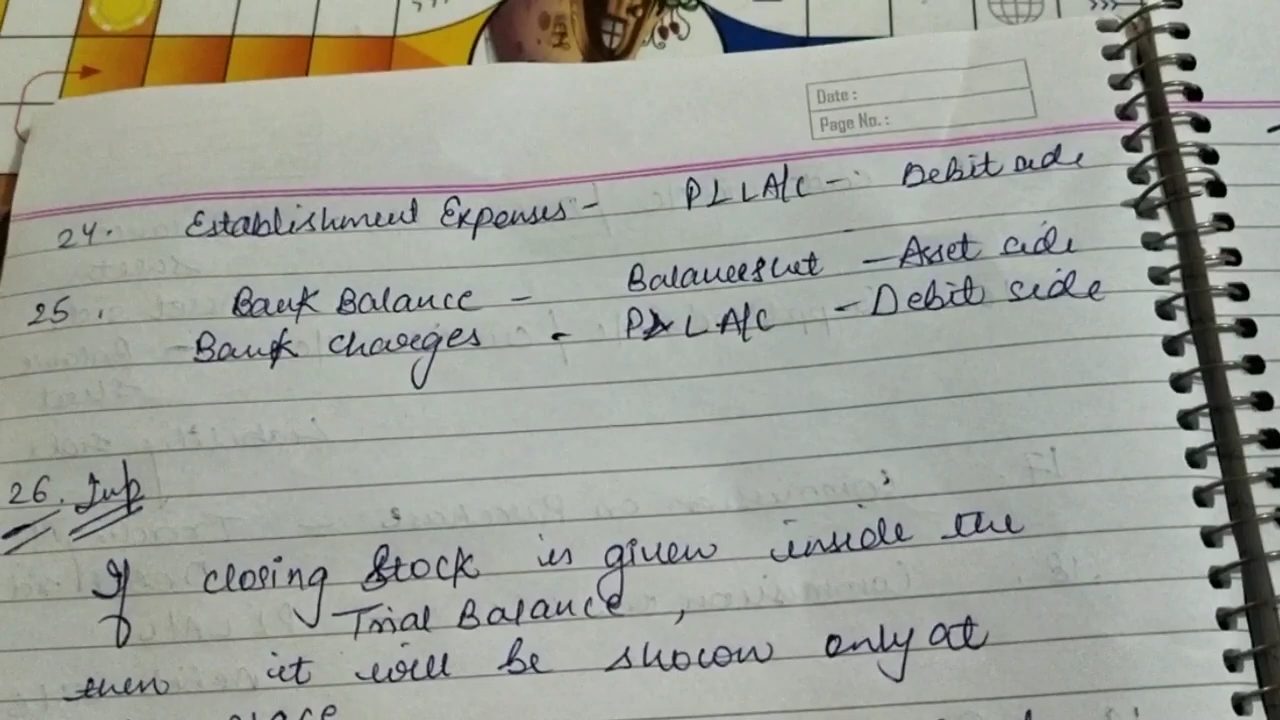 Date :
Page No. :
24. Establishment Expenses - P & L A/c - Debit side
25. Bank Balance - Balancesheet - Asset side
- Bank charges - P & L A/C - Debit side
26. Imp
If closing Stock is given inside the
Trial Balance,
then it will be shown only at
place